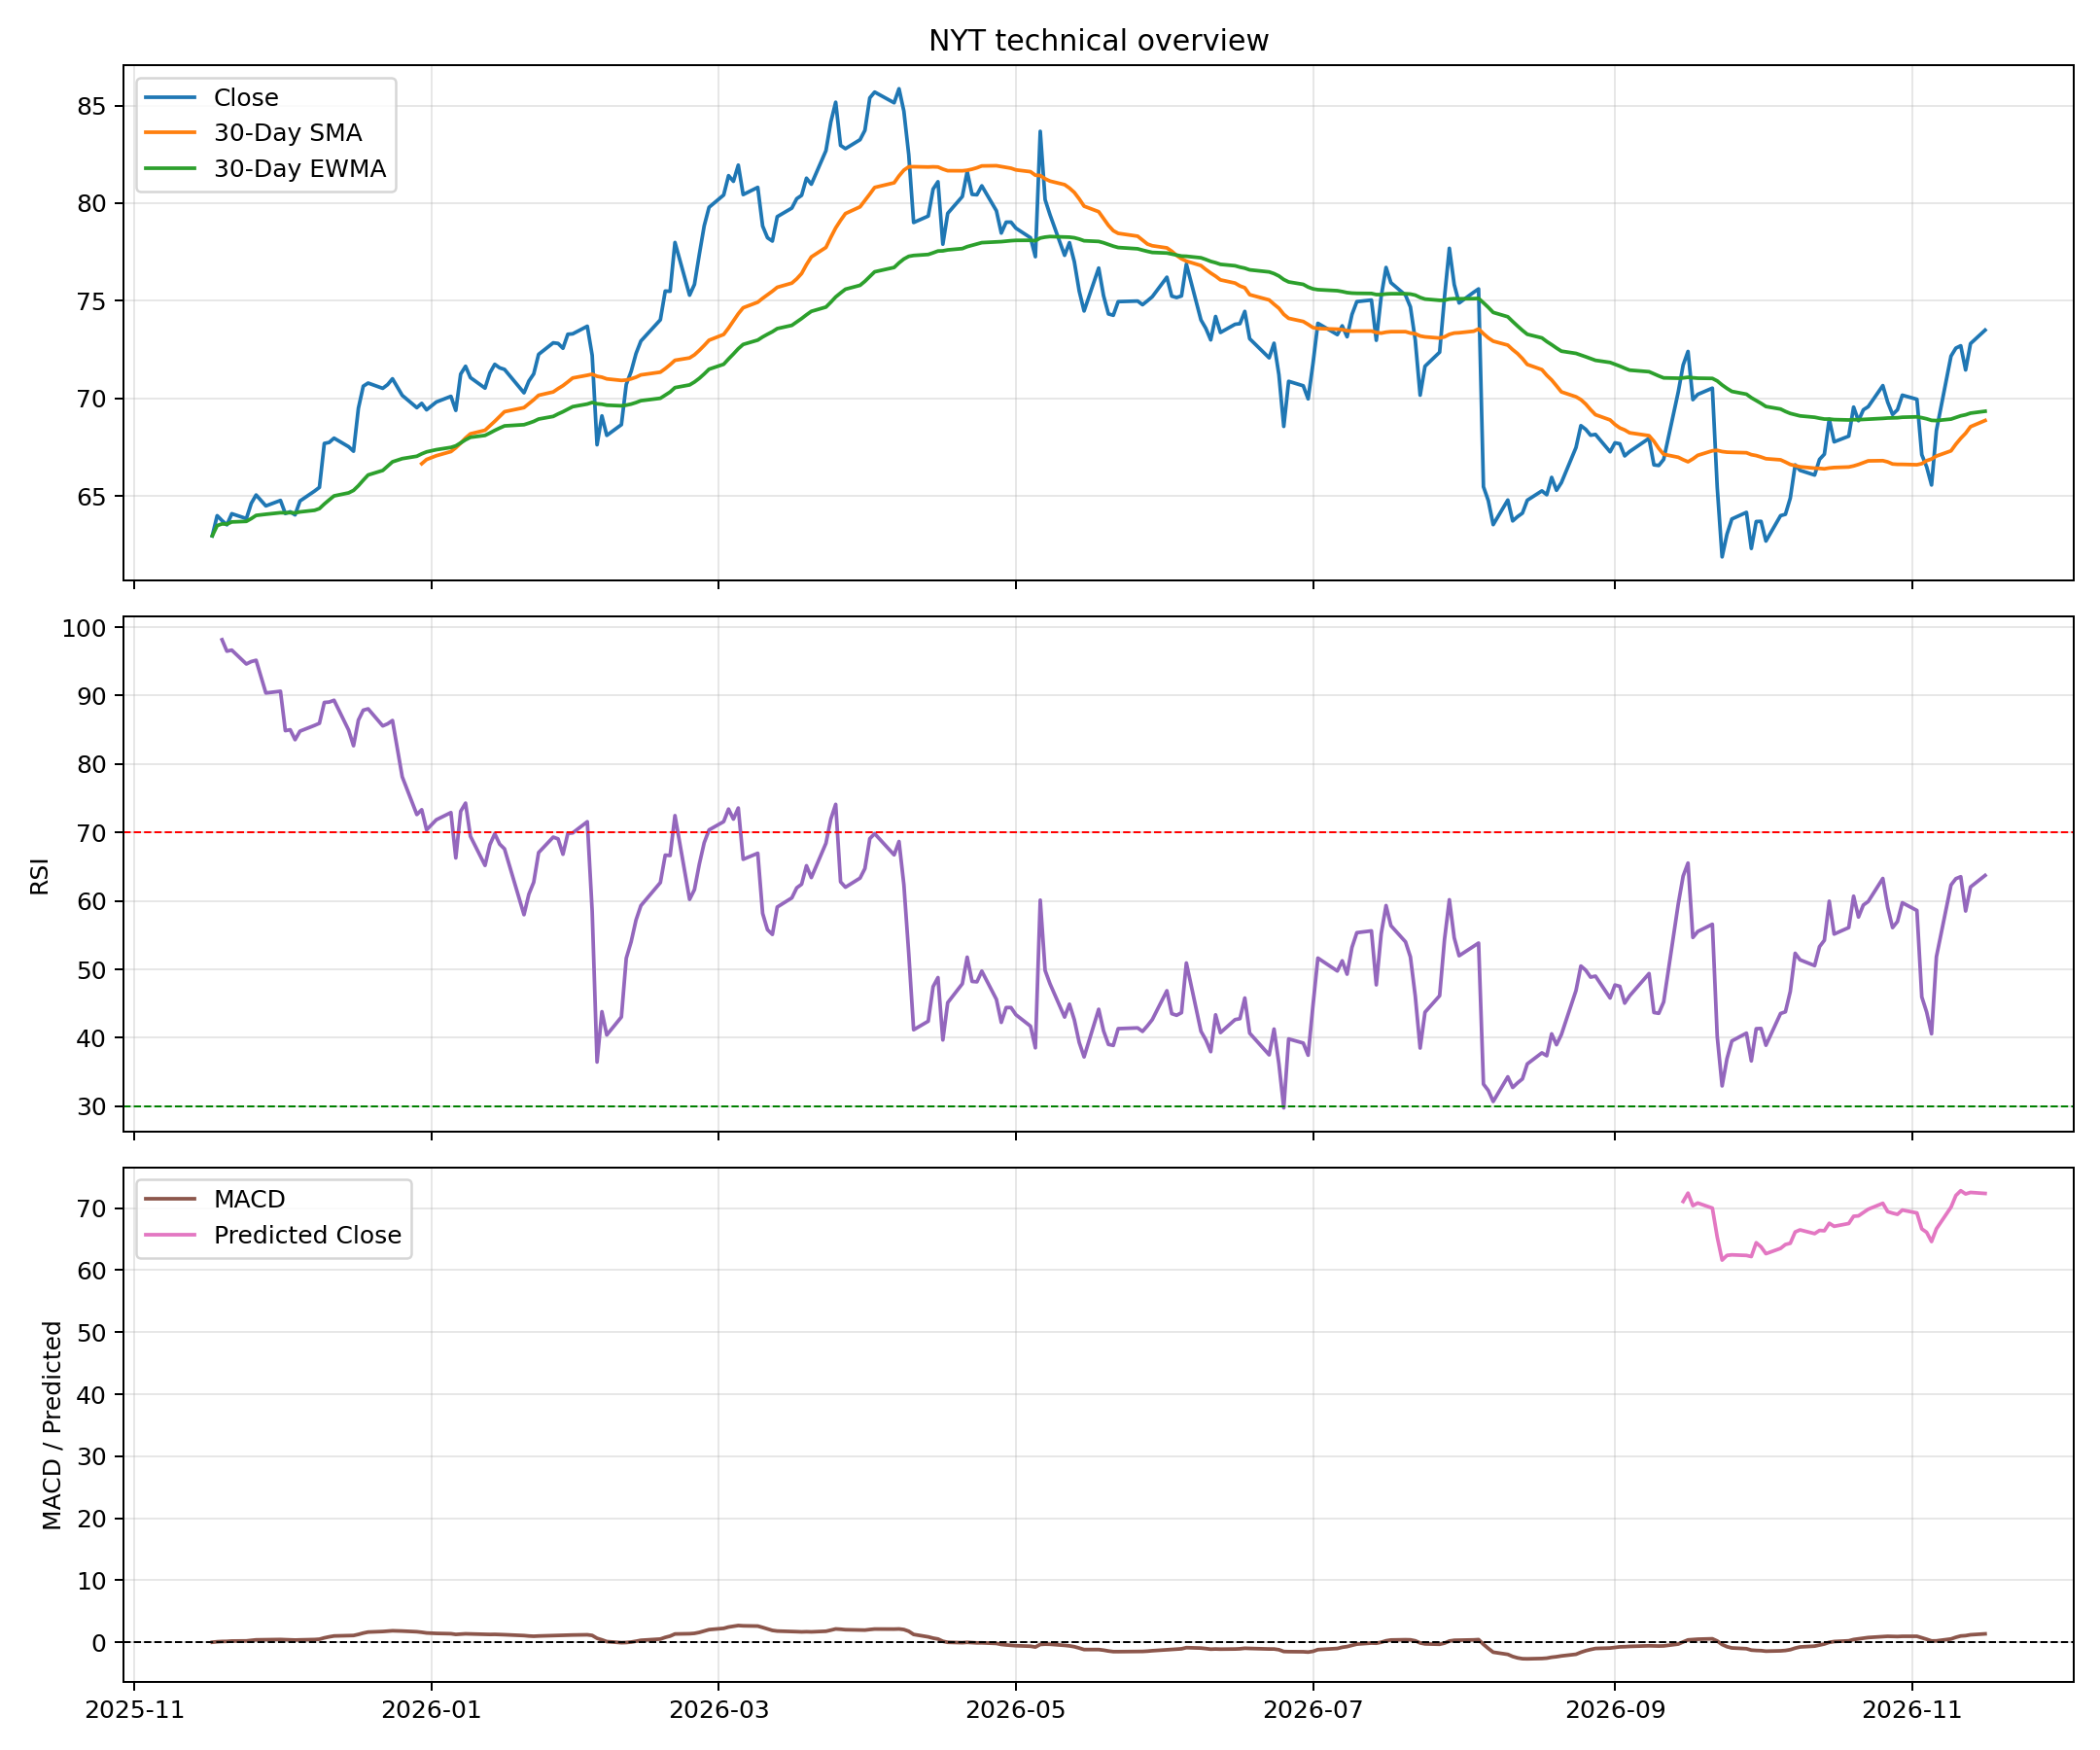 NYT technical overview
Close
30-Day SMA
30-Day EWMA
85
80
75
70
65
RSI
100
90
80
70
60
50
40
30
MACD / Predicted
MACD
Predicted Close
70
60
50
40
30
20
10
0
2025-11 2026-01 2026-03 2026-05 2026-07 2026-09 2026-11